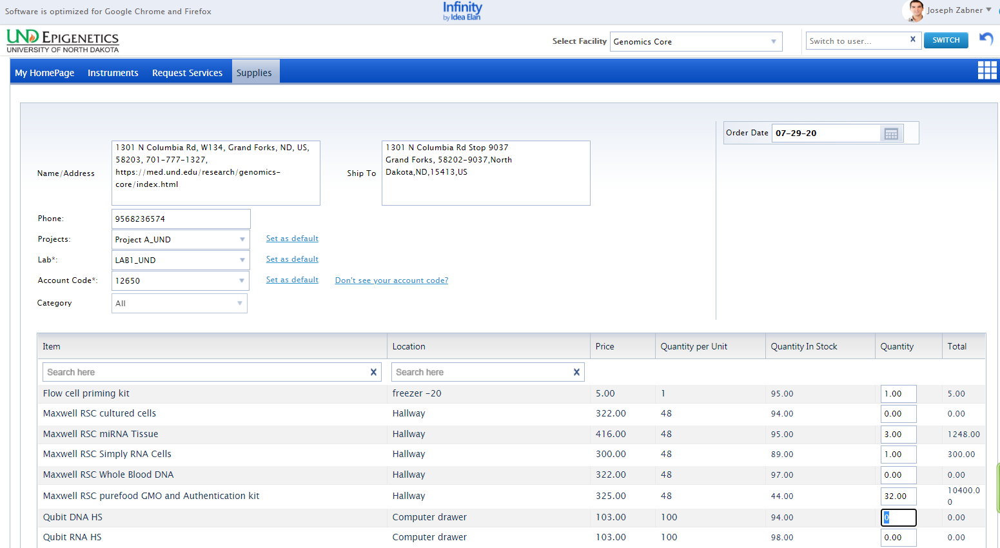 Software is optimized for Google Chrome and Firefox
Infinity
by Idea Elan
Joseph Zabner
UND EPIGENETICS
UNIVERSITY OF NORTH DAKOTA
Select Facility Genomics Core
Switch to user... x SWITCH
My HomePage Instruments Request Services Supplies
Order Date 07-29-20
Name/Address
1301 N Columbia Rd, W134, Grand Forks, ND, US,
58203, 701-777-1327,
https://med.und.edu/research/genomics-
core/index.html
Ship To
1301 N Columbia Rd Stop 9037
Grand Forks, 58202-9037,North
Dakota,ND,15413,US
Phone: 9568236574
Projects: Project A_UND Set as default
Lab*: LAB1_UND Set as default
Account Code*: 12650 Set as default Don't see your account code?
Category All
Item Location Price Quantity per Unit Quantity In Stock Quantity Total
Search here x Search here x
Flow cell priming kit freezer -20 5.00 1 95.00 1.00 5.00
Maxwell RSC cultured cells Hallway 322.00 48 94.00 0.00 0.00
Maxwell RSC miRNA Tissue Hallway 416.00 48 95.00 3.00 1248.00
Maxwell RSC Simply RNA Cells Hallway 300.00 48 89.00 1.00 300.00
Maxwell RSC Whole Blood DNA Hallway 322.00 48 97.00 0.00 0.00
Maxwell RSC purefood GMO and Authentication kit Hallway 325.00 48 44.00 32.00 10400.0
0
Qubit DNA HS Computer drawer 103.00 100 94.00 0 0.00
Qubit RNA HS Computer drawer 103.00 100 98.00 0.00 0.00